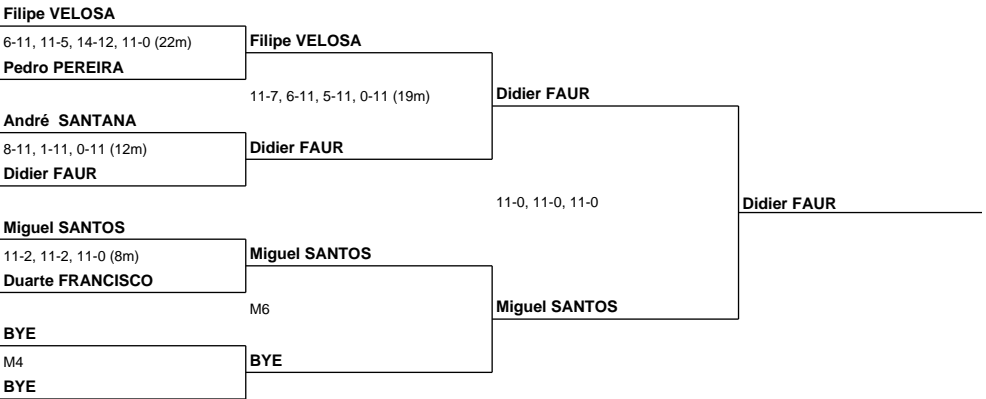 Filipe VELOSA
6-11, 11-5, 14-12, 11-0 (22m)
Filipe VELOSA
Pedro PEREIRA
11-7, 6-11, 5-11, 0-11 (19m)
Didier FAUR
André  SANTANA
8-11, 1-11, 0-11 (12m)
Didier FAUR
Didier FAUR
11-0, 11-0, 11-0
Didier FAUR
Miguel SANTOS
11-2, 11-2, 11-0 (8m)
Miguel SANTOS
Duarte FRANCISCO
M6
Miguel SANTOS
BYE
M4
BYE
BYE